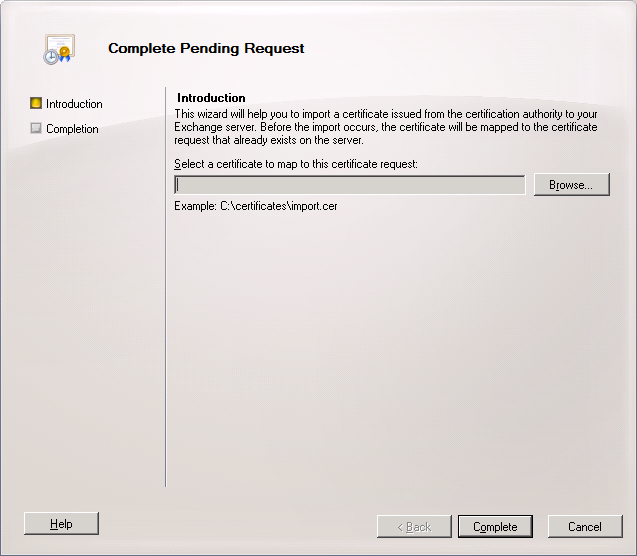 Complete Pending Request
Introduction
Completion
Introduction
This wizard will help you to import a certificate issued from the certification authority to your
Exchange server. Before the import occurs, the certificate will be mapped to the certificate
request that already exists on the server.
Select a certificate to map to this certificate request:
Browse...
Example: C:\certificates\import.cer
Help
< Back
Complete
Cancel